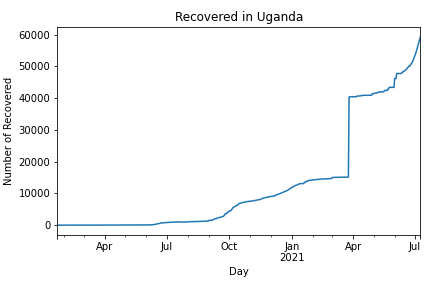 Recovered in Uganda
60000
50000
40000
30000
20000
10000
0
Number of Recovered
Apr Jul Oct Jan Apr Jul
2021
Day